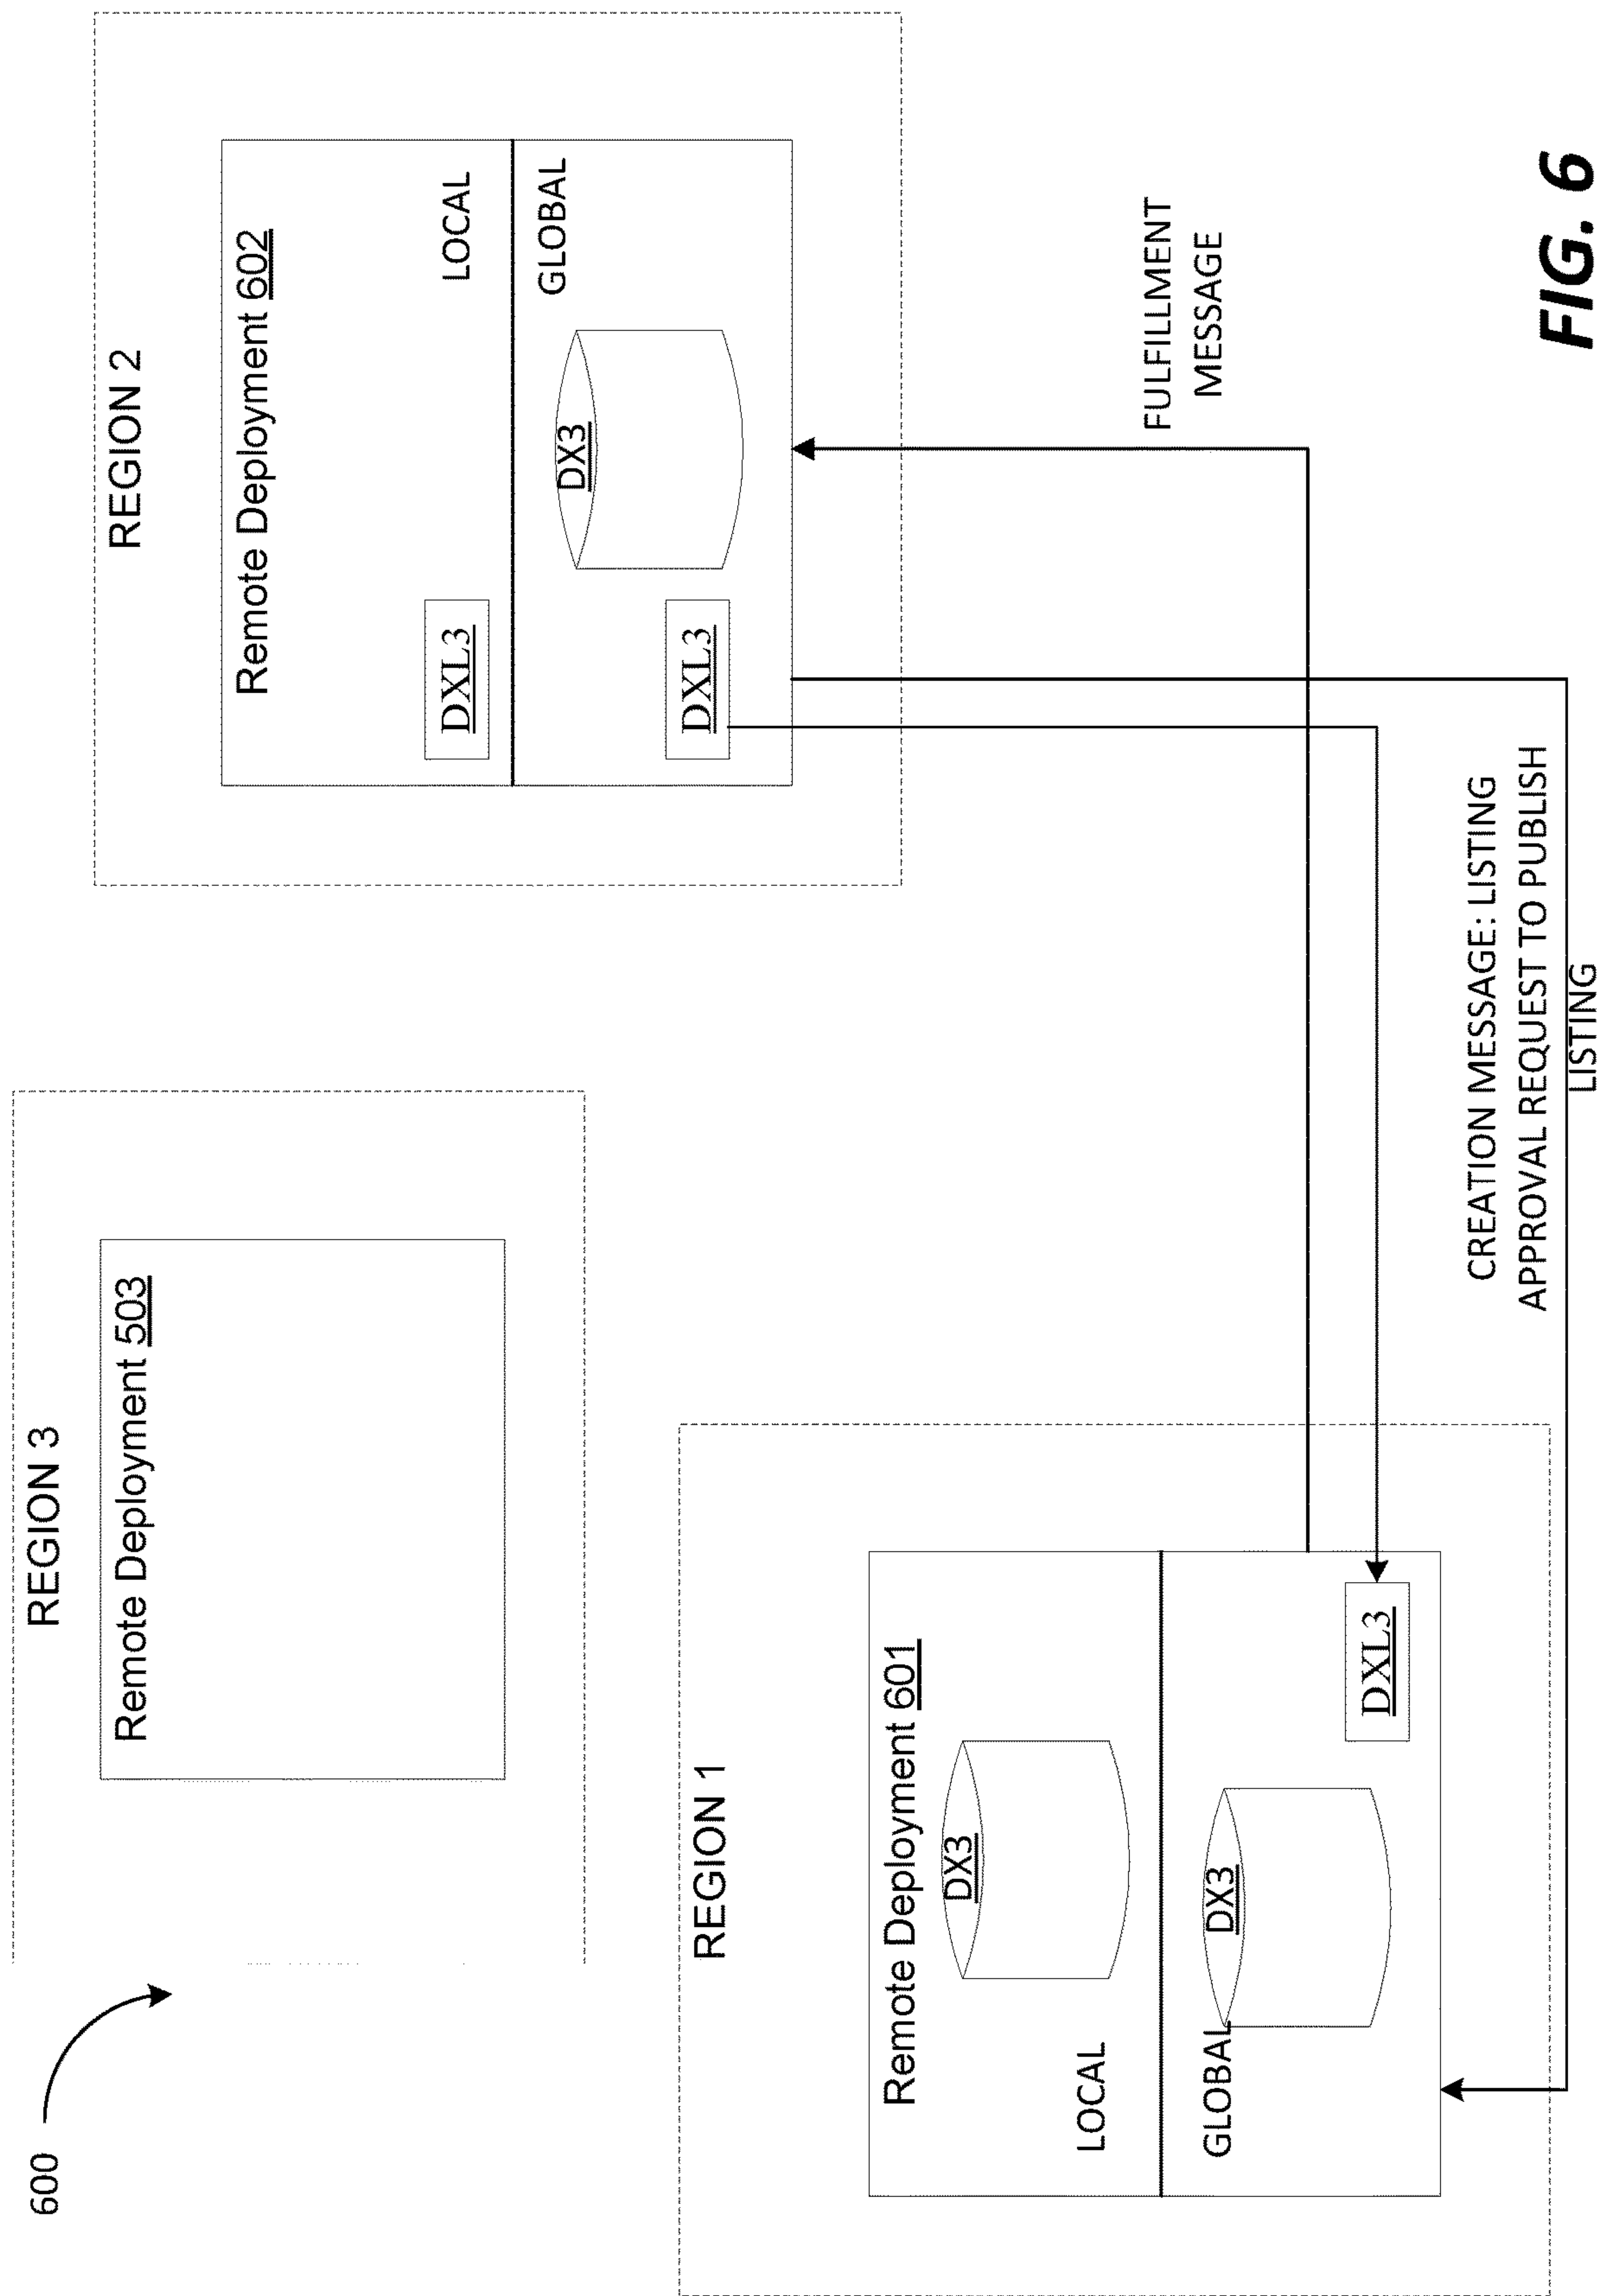 600
REGION 3
Remote Deployment 503
REGION 2
Remote Deployment 602
DXL3
LOCAL
DX3
GLOBAL
DXL3
REGION 1
Remote Deployment 601
DX3
LOCAL
GLOBAL
DX3
DXL3
FULFILLMENT
MESSAGE
CREATION MESSAGE: LISTING
APPROVAL REQUEST TO PUBLISH
LISTING
FIG. 6